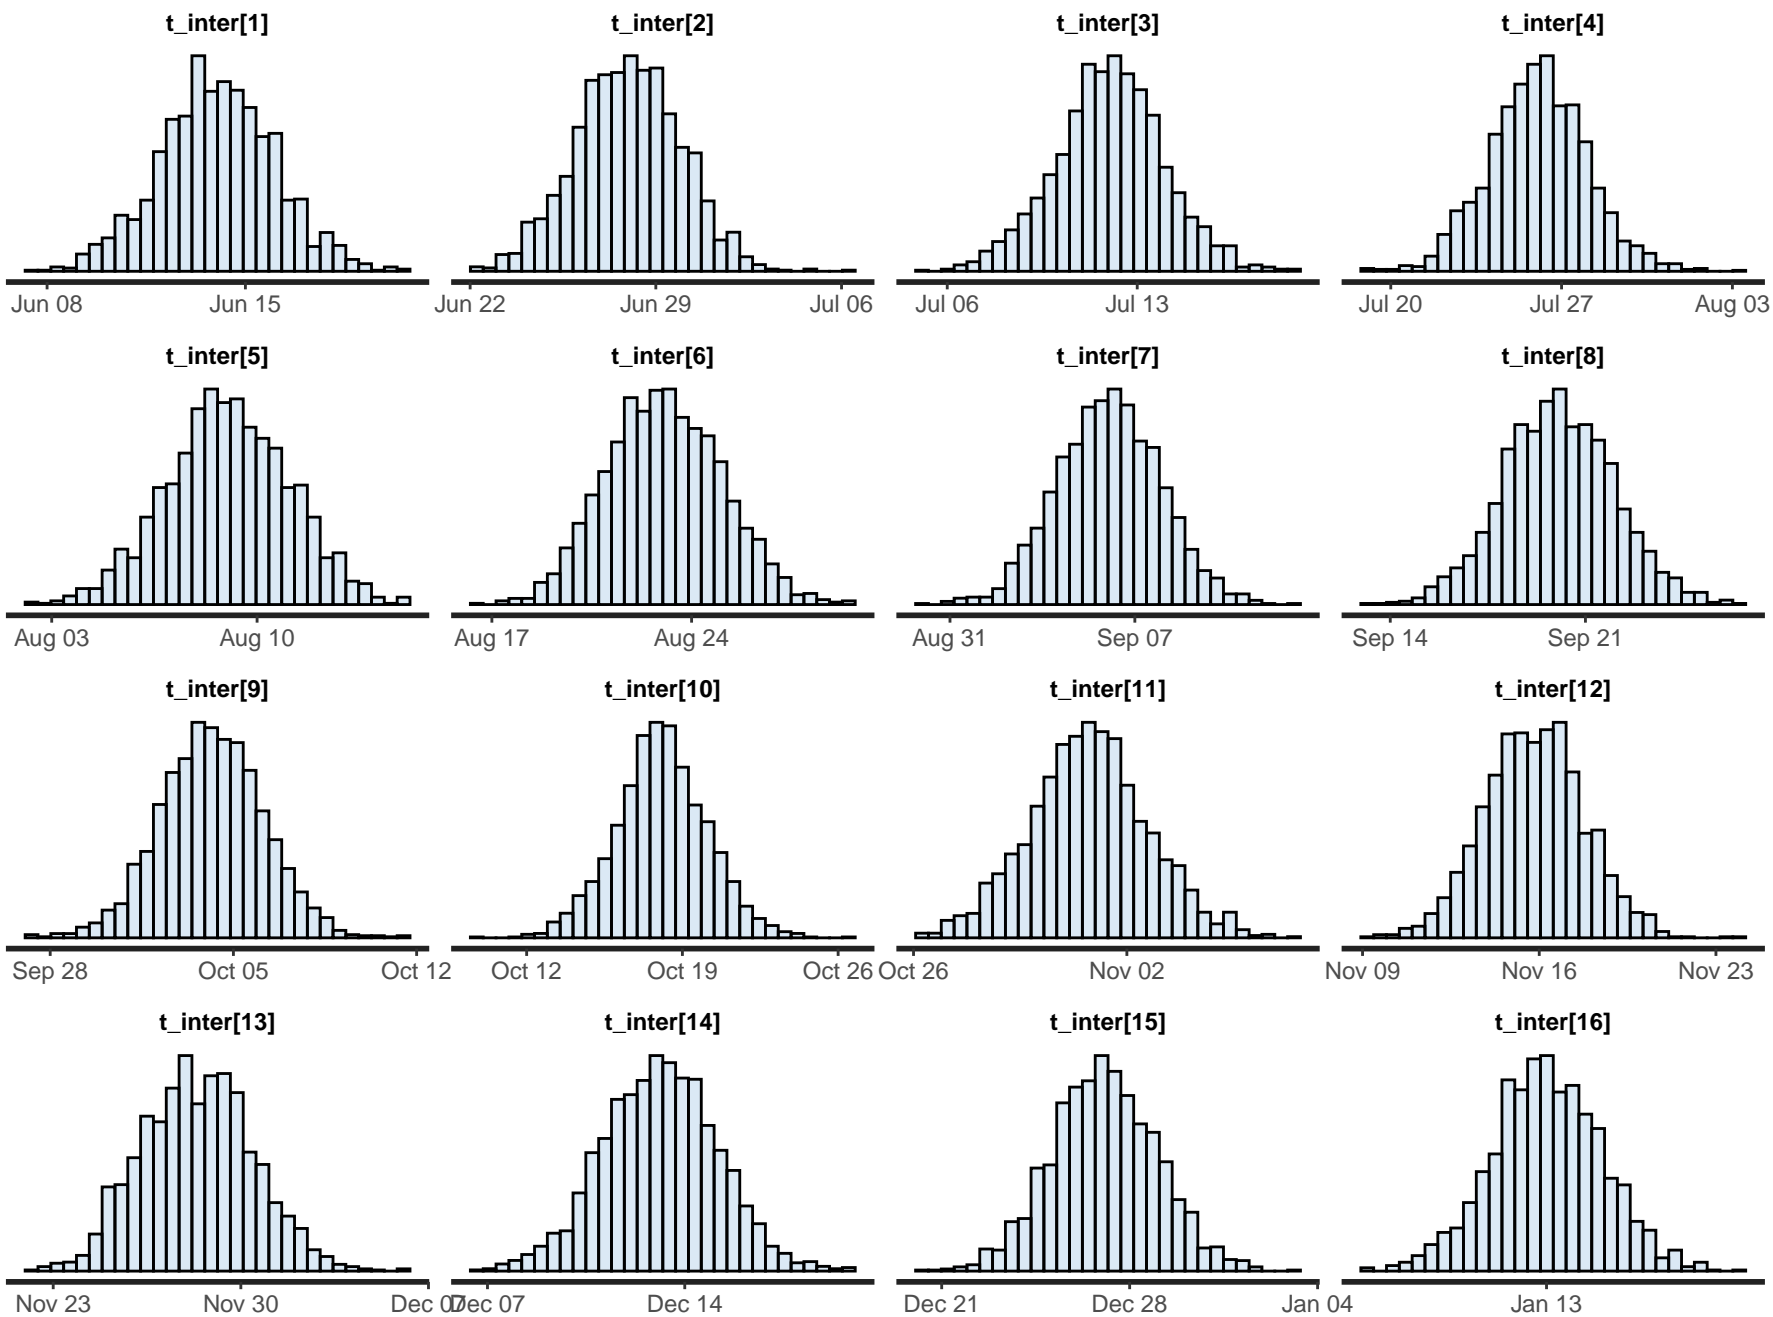 t_inter[1] t_inter[2] t_inter[3] t_inter[4]
Jun 08 Jun 15 Jun 22 Jun 29 Jul 06 Jul 06 Jul 13 Jul 20 Jul 27 Aug 03
t_inter[5] t_inter[6] t_inter[7] t_inter[8]
Aug 03 Aug 10 Aug 17 Aug 24 Aug 31 Sep 07 Sep 14 Sep 21
t_inter[9] t_inter[10] t_inter[11] t_inter[12]
Sep 28 Oct 05 Oct 12 Oct 12 Oct 19 Oct 26 Oct 26 Nov 02 Nov 09 Nov 16 Nov 23
t_inter[13] t_inter[14] t_inter[15] t_inter[16]
Nov 23 Nov 30 Dec 07 Dec 07 Dec 14 Dec 21 Dec 28 Jan 04 Jan 13